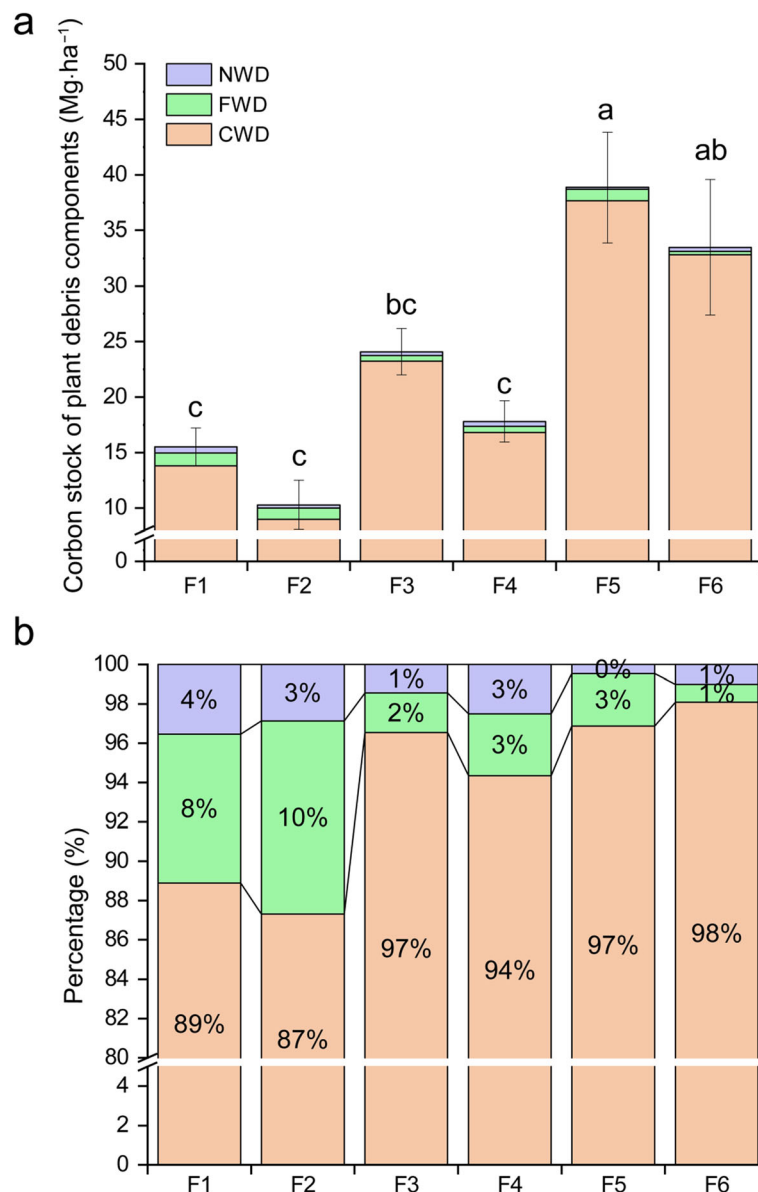 a
Corbon stock of plant debris components (Mg·ha⁻¹)
50
45
40
35
30
25
20
15
10
0
NWD
FWD
CWD
c
c
bc
c
a
ab
F1 F2 F3 F4 F5 F6
b
Percentage (%)
100
98
96
94
92
90
88
86
84
82
80
4
2
0
4% 3% 1% 3% 0% 1%
8% 10% 2% 3% 3% 1%
89% 87% 97% 94% 97% 98%
F1 F2 F3 F4 F5 F6